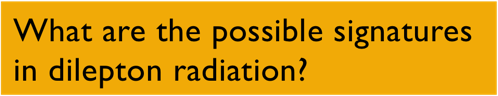 What are the possible signatures
in dilepton radiation?